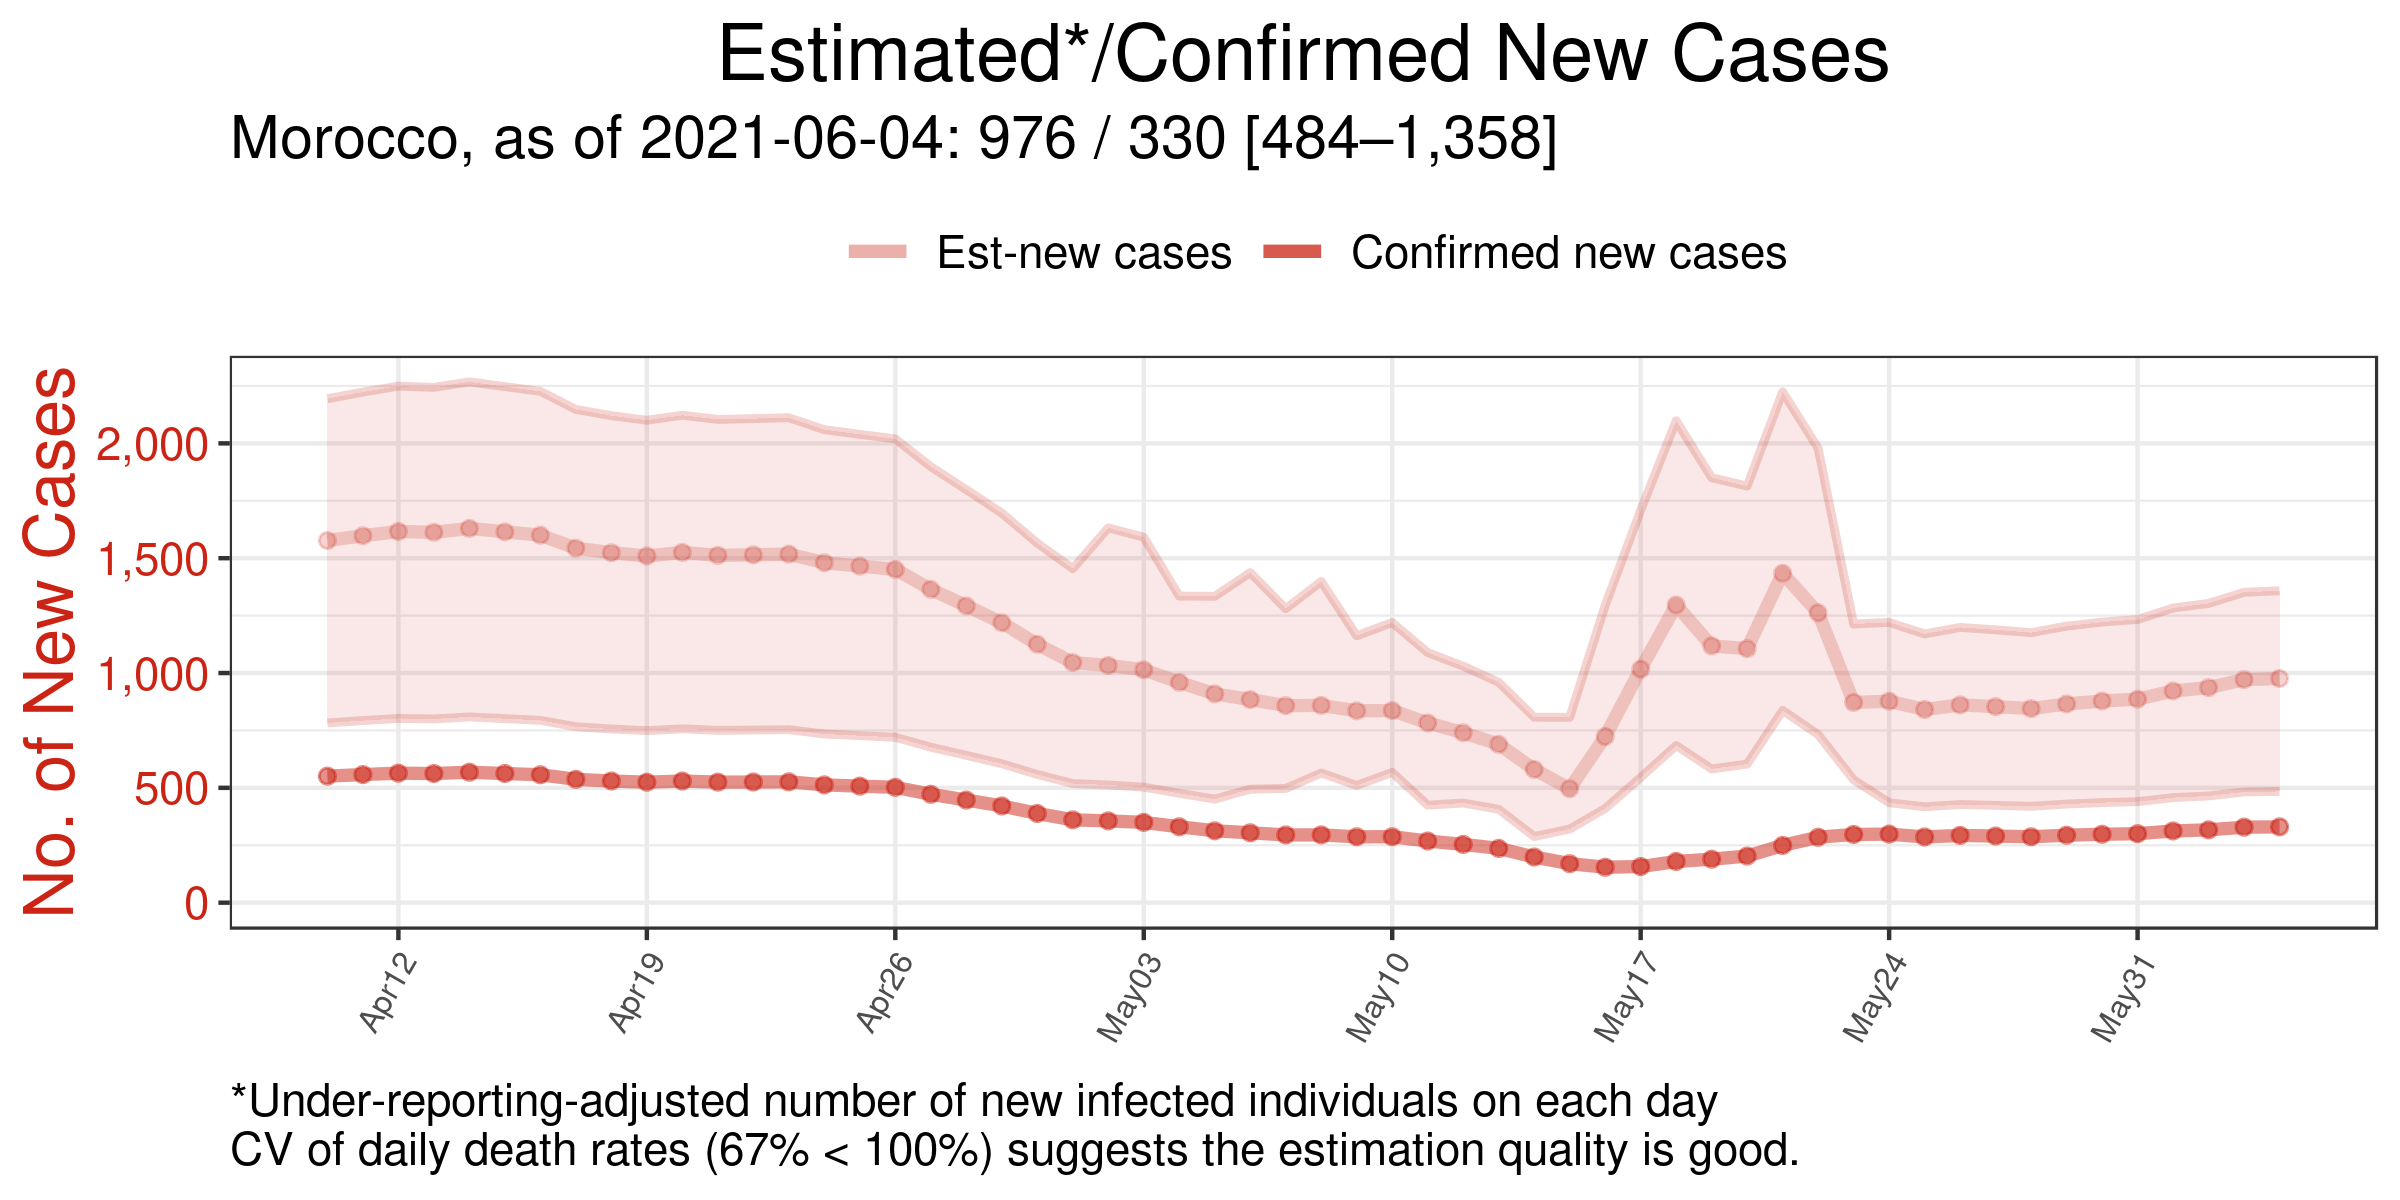 Estimated*/Confirmed New Cases
Morocco, as of 2021-06-04: 976 / 330 [484–1,358]
Est-new cases Confirmed new cases
No. of New Cases
2,000
1,500
1,000
500
0
Apr12 Apr19 Apr26 May03 May10 May17 May24 May31
*Under-reporting-adjusted number of new infected individuals on each day
CV of daily death rates (67% < 100%) suggests the estimation quality is good.